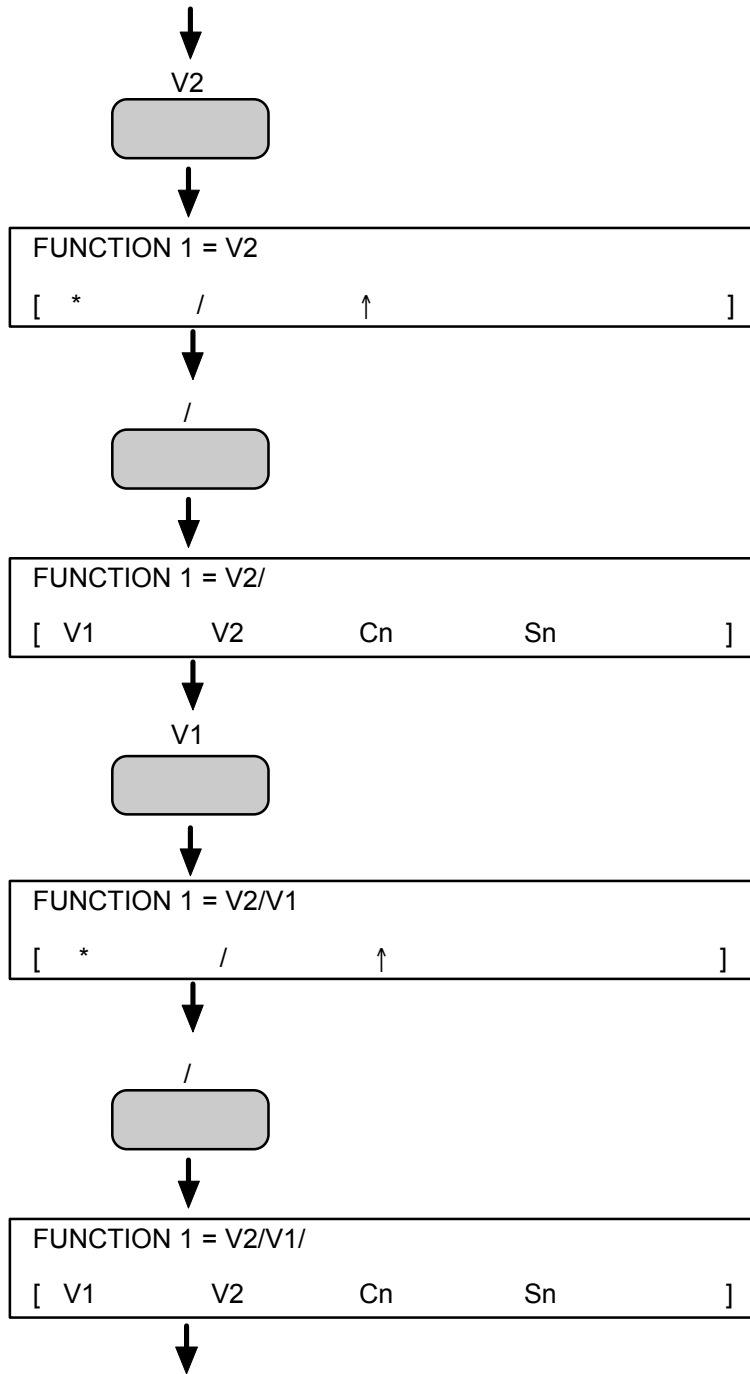 V2
FUNCTION 1 = V2
[ * / ↑ ]
/
FUNCTION 1 = V2/
[ V1 V2 Cn Sn ]
V1
FUNCTION 1 = V2/V1
[ * / ↑ ]
/
FUNCTION 1 = V2/V1/
[ V1 V2 Cn Sn ]